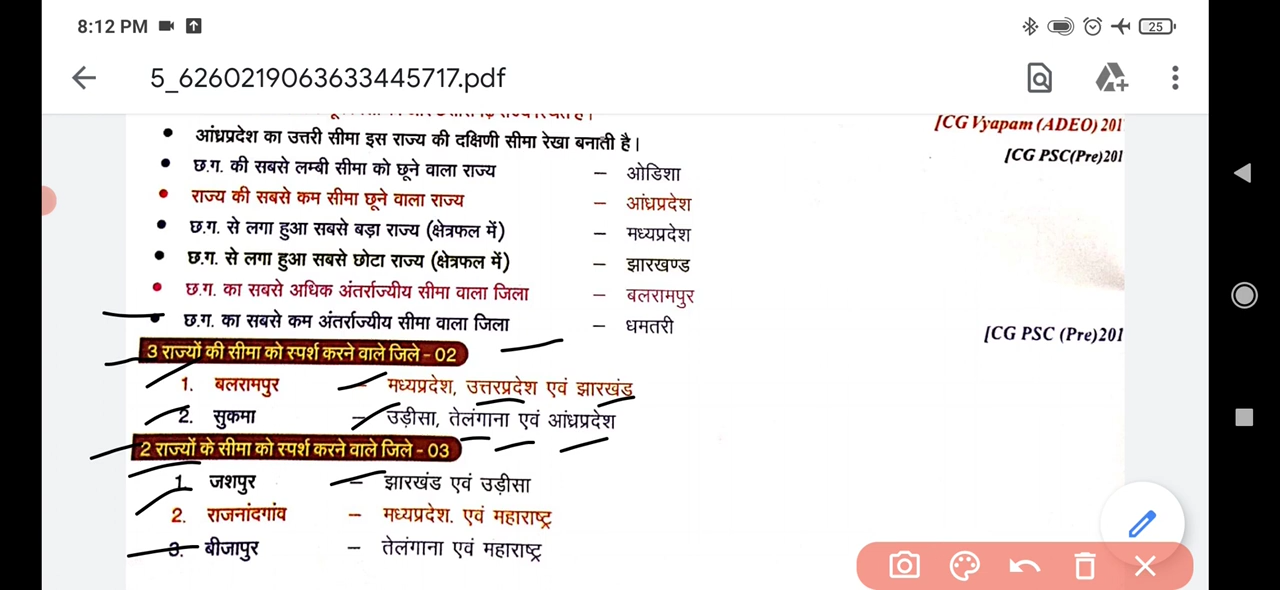 8:12 PM
25
5_6260219063633445717.pdf
[CG Vyapam (ADEO) 201
आंध्रप्रदेश का उत्तरी सीमा इस राज्य की दक्षिणी सीमा रेखा बनाती है।
[CG PSC(Pre)201
छ.ग. की सबसे लम्बी सीमा को छूने वाला राज्य – ओडिशा
राज्य की सबसे कम सीमा छूने वाला राज्य – आंध्रप्रदेश
छ.ग. से लगा हुआ सबसे बड़ा राज्य (क्षेत्रफल में) – मध्यप्रदेश
छ.ग. से लगा हुआ सबसे छोटा राज्य (क्षेत्रफल में) – झारखण्ड
छ.ग. का सबसे अधिक अंतर्राज्यीय सीमा वाला जिला – बलरामपुर
छ.ग. का सबसे कम अंतर्राज्यीय सीमा वाला जिला – धमतरी
[CG PSC (Pre)201
3 राज्यों की सीमा को स्पर्श करने वाले जिले - 02
1. बलरामपुर – मध्यप्रदेश, उत्तरप्रदेश एवं झारखंड
2. सुकमा – उड़ीसा, तेलंगाना एवं आंध्रप्रदेश
2 राज्यों के सीमा को स्पर्श करने वाले जिले - 03
1. जशपुर – झारखंड एवं उड़ीसा
2. राजनांदगांव – मध्यप्रदेश. एवं महाराष्ट्र
3. बीजापुर – तेलंगाना एवं महाराष्ट्र